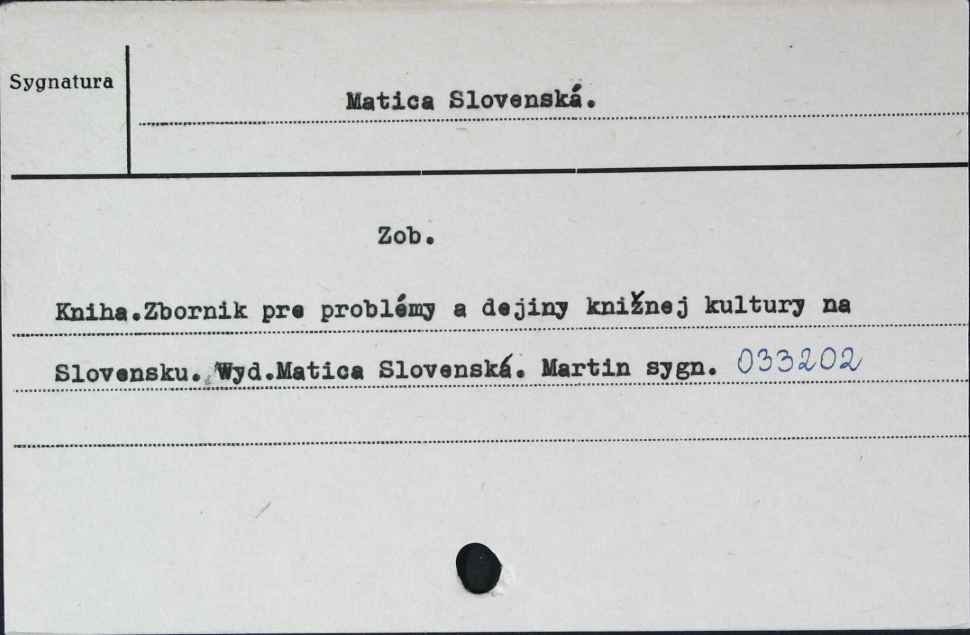 Sygnatura
Matica Slovenská.
Zob.
Kniha.Zbornik pre problémy a dejiny knižnej kultury na
Slovensku. Wyd.Matica Slovenská. Martin sygn. 033202